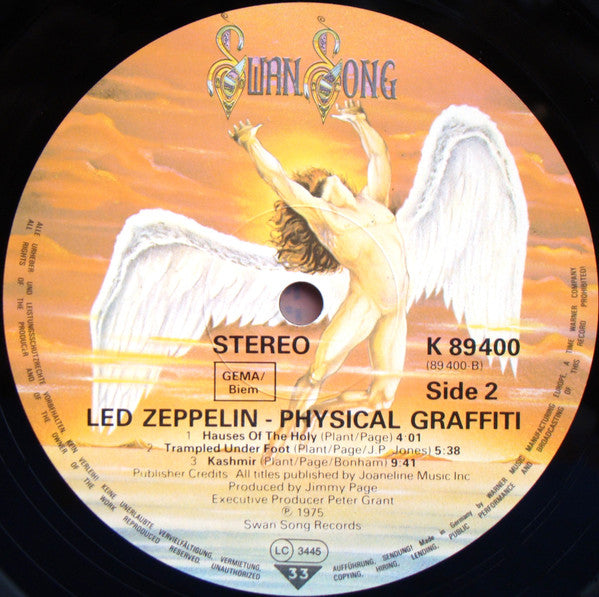 SWAN SONG
STEREO
K 89 400
(89 400-B)
GEMA/
Biem
Side 2
LED ZEPPELIN - PHYSICAL GRAFFITI
1 Hauses Of The Holy (Plant/Page) 4:01
2 Trampled Under Foot (Plant/Page/J.P. Jones) 5:38
3 Kashmir (Plant/Page/Bonham) 9:41
Publisher Credits All titles published by Joaneline Music Inc
Produced by Jimmy Page
Executive Producer Peter Grant
℗ 1975
Swan Song Records
LC 3445
33
ALLE URHEBER UND LEISTUNGSSCHUTZRECHTE VORBEHALTEN. KEIN VERLEIH! KEINE UNERLAUBTE VERVIELFÄLTIGUNG, VERMIETUNG, AUFFÜHRUNG, SENDUNG! Made in Germany by WARNER MUSIC MANUFACTURING EUROPE. A TIME WARNER COMPANY
ALL RIGHTS OF THE PRODUCER AND OF THE OWNER OF THE WORK REPRODUCED RESERVED. UNAUTHORIZED COPYING, HIRING, LENDING, PUBLIC PERFORMANCE AND BROADCASTING OF THIS RECORD PROHIBITED!